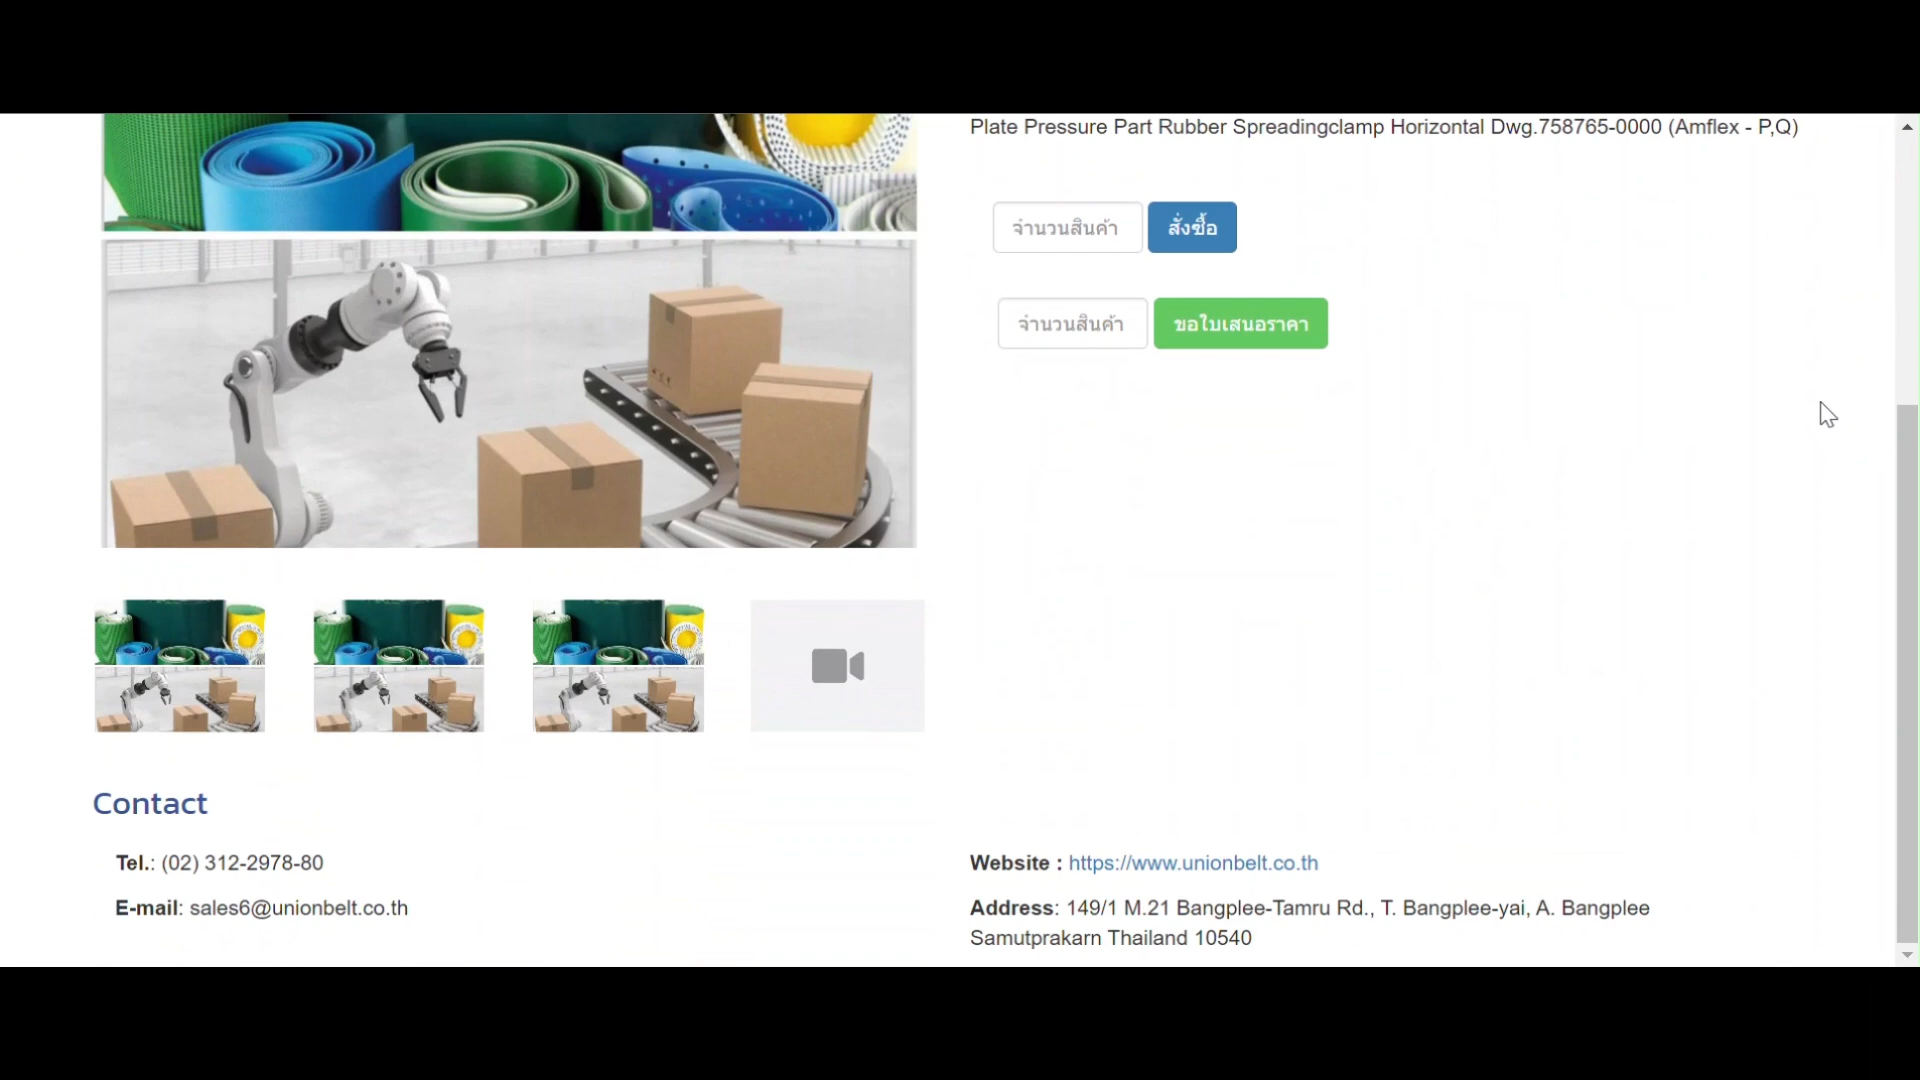 Plate Pressure Part Rubber Spreadingclamp Horizontal Dwg.758765-0000 (Amflex - P,Q)
จำนวนสินค้า สั่งซื้อ
จำนวนสินค้า ขอใบเสนอราคา
Contact
Tel.: (02) 312-2978-80
E-mail: sales6@unionbelt.co.th
Website : https://www.unionbelt.co.th
Address: 149/1 M.21 Bangplee-Tamru Rd., T. Bangplee-yai, A. Bangplee
Samutprakarn Thailand 10540